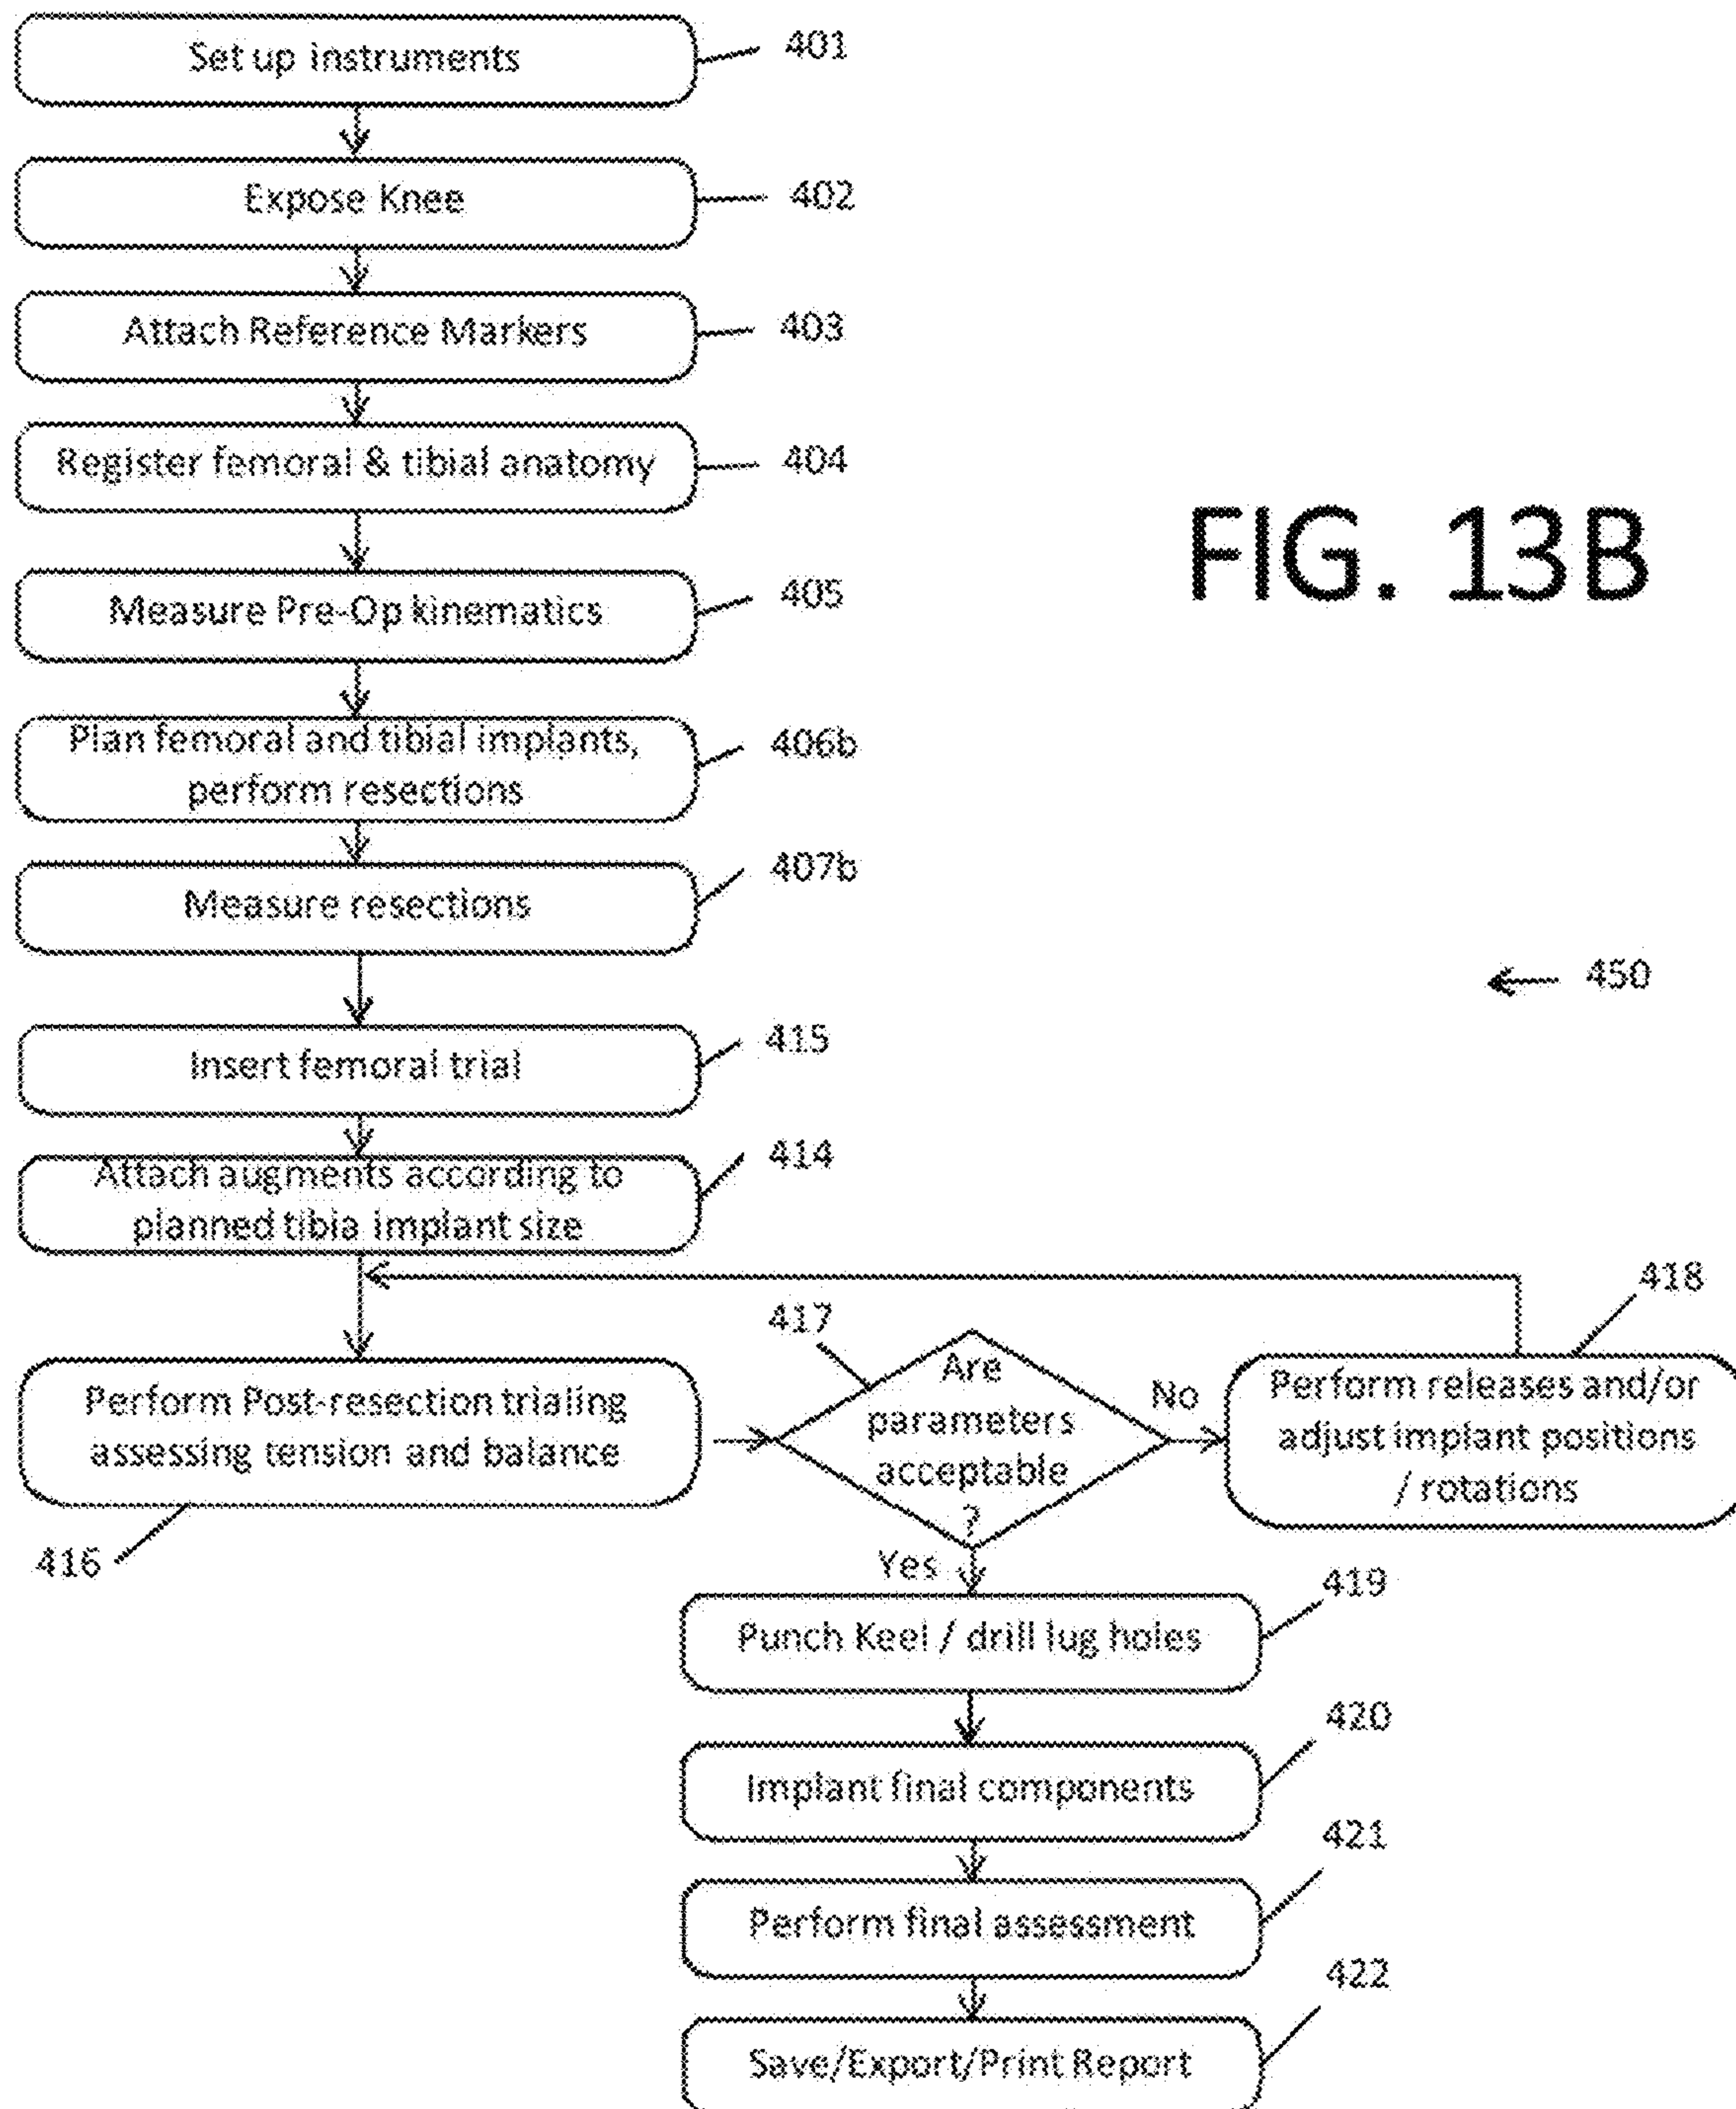 Set up instruments
401
Expose Knee
402
Attach Reference Markers
403
Register femoral & tibial anatomy
404
FIG. 13B
Measure Pre-Op kinematics
405
Plan femoral and tibial implants,
perform resections
406b
Measure resections
407b
450
Insert femoral trial
415
Attach augments according to
planned tibia implant size
414
Perform Post-resection trialing
assessing tension and balance
416
417
Are
parameters
acceptable
?
No
Yes
418
Perform releases and/or
adjust implant positions
/ rotations
Punch Keel / drill lug holes
419
Implant final components
420
Perform final assessment
421
Save/Export/Print Report
422